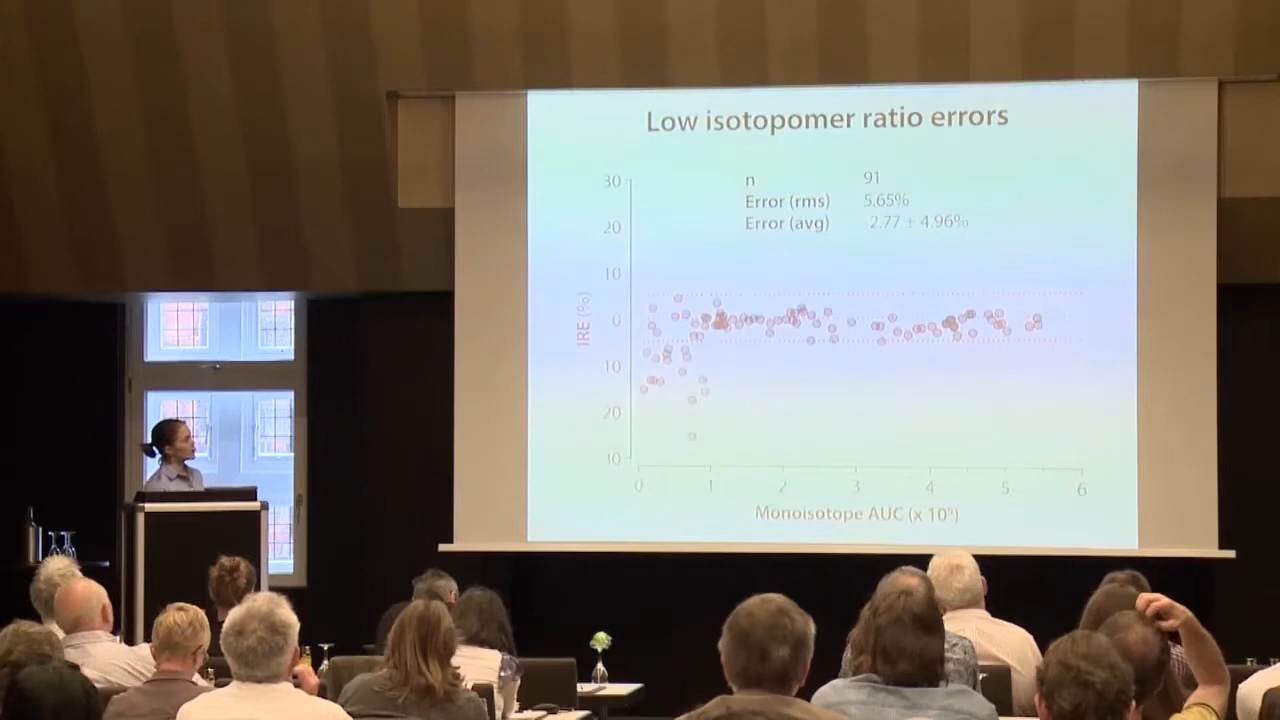 Low isotopomer ratio errors
n 91
Error (rms) 5.65%
Error (avg) -2.77 ± 4.96%
30
20
10
0
10
20
30
IRE (%)
0 1 2 3 4 5 6
Monoisotope AUC (x 10⁹)